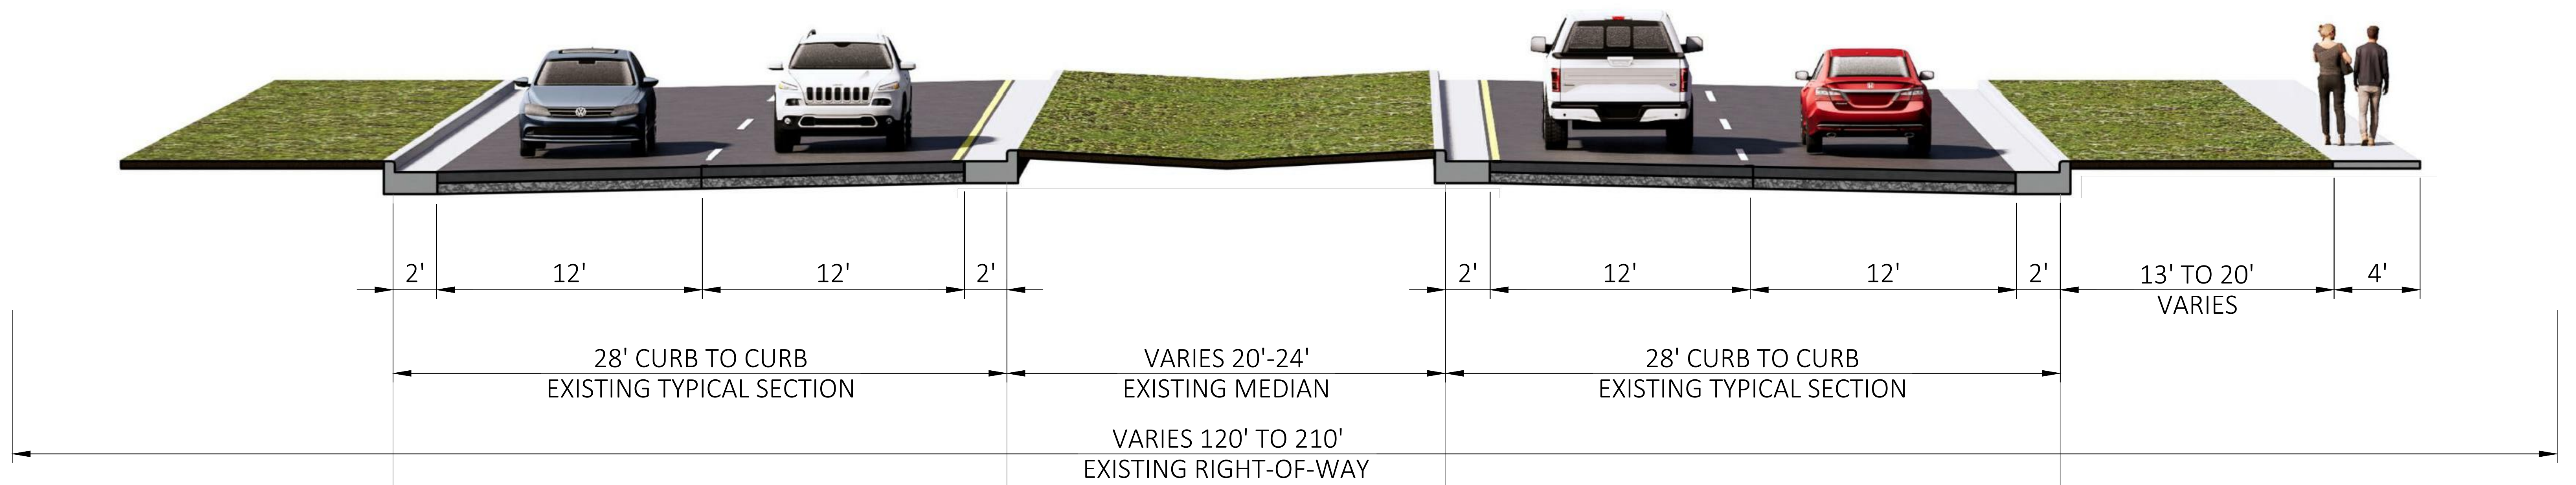 2' 12' 12' 2' 2' 12' 12' 2' 13' TO 20' 4'
VARIES
28' CURB TO CURB
EXISTING TYPICAL SECTION
VARIES 20'-24'
EXISTING MEDIAN
28' CURB TO CURB
EXISTING TYPICAL SECTION
VARIES 120' TO 210'
EXISTING RIGHT-OF-WAY